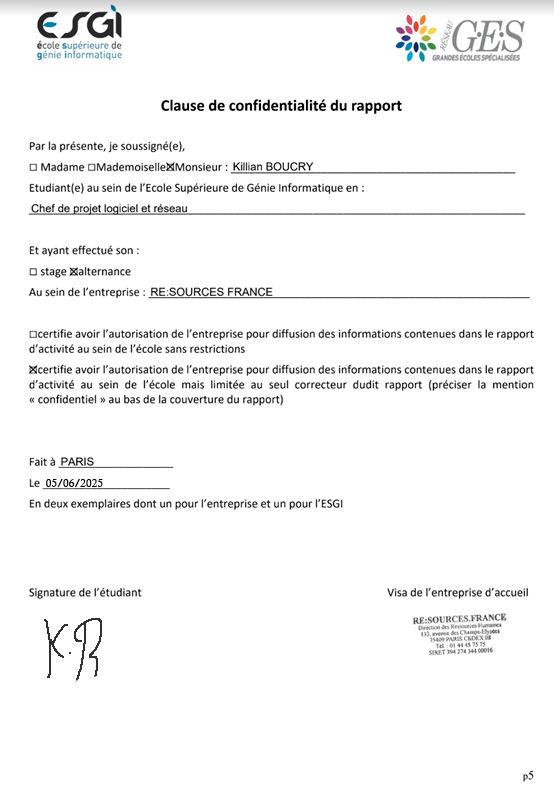 ESGI
école supérieure de
génie informatique
RÉSEAU
G.E.S
GRANDES ÉCOLES SPÉCIALISÉES
Clause de confidentialité du rapport
Par la présente, je soussigné(e),
☐ Madame ☐Mademoiselle☒Monsieur : Killian BOUCRY
Etudiant(e) au sein de l'Ecole Supérieure de Génie Informatique en :
Chef de projet logiciel et réseau
Et ayant effectué son :
☐ stage ☒alternance
Au sein de l'entreprise : RE:SOURCES FRANCE
☐certifie avoir l'autorisation de l'entreprise pour diffusion des informations contenues dans le rapport
d'activité au sein de l'école sans restrictions
☒certifie avoir l'autorisation de l'entreprise pour diffusion des informations contenues dans le rapport
d'activité au sein de l'école mais limitée au seul correcteur dudit rapport (préciser la mention
« confidentiel » au bas de la couverture du rapport)
Fait à PARIS
Le 05/06/2025
En deux exemplaires dont un pour l'entreprise et un pour l'ESGI
Signature de l'étudiant
Visa de l'entreprise d'accueil
K.B
RE:SOURCES.FRANCE
Direction des Ressources Humaines
133, avenue des Champs-Elysées
75409 PARIS CEDEX 08
Tél. : 01 44 45 75 75
SIRET 394 274 344 00016
p5